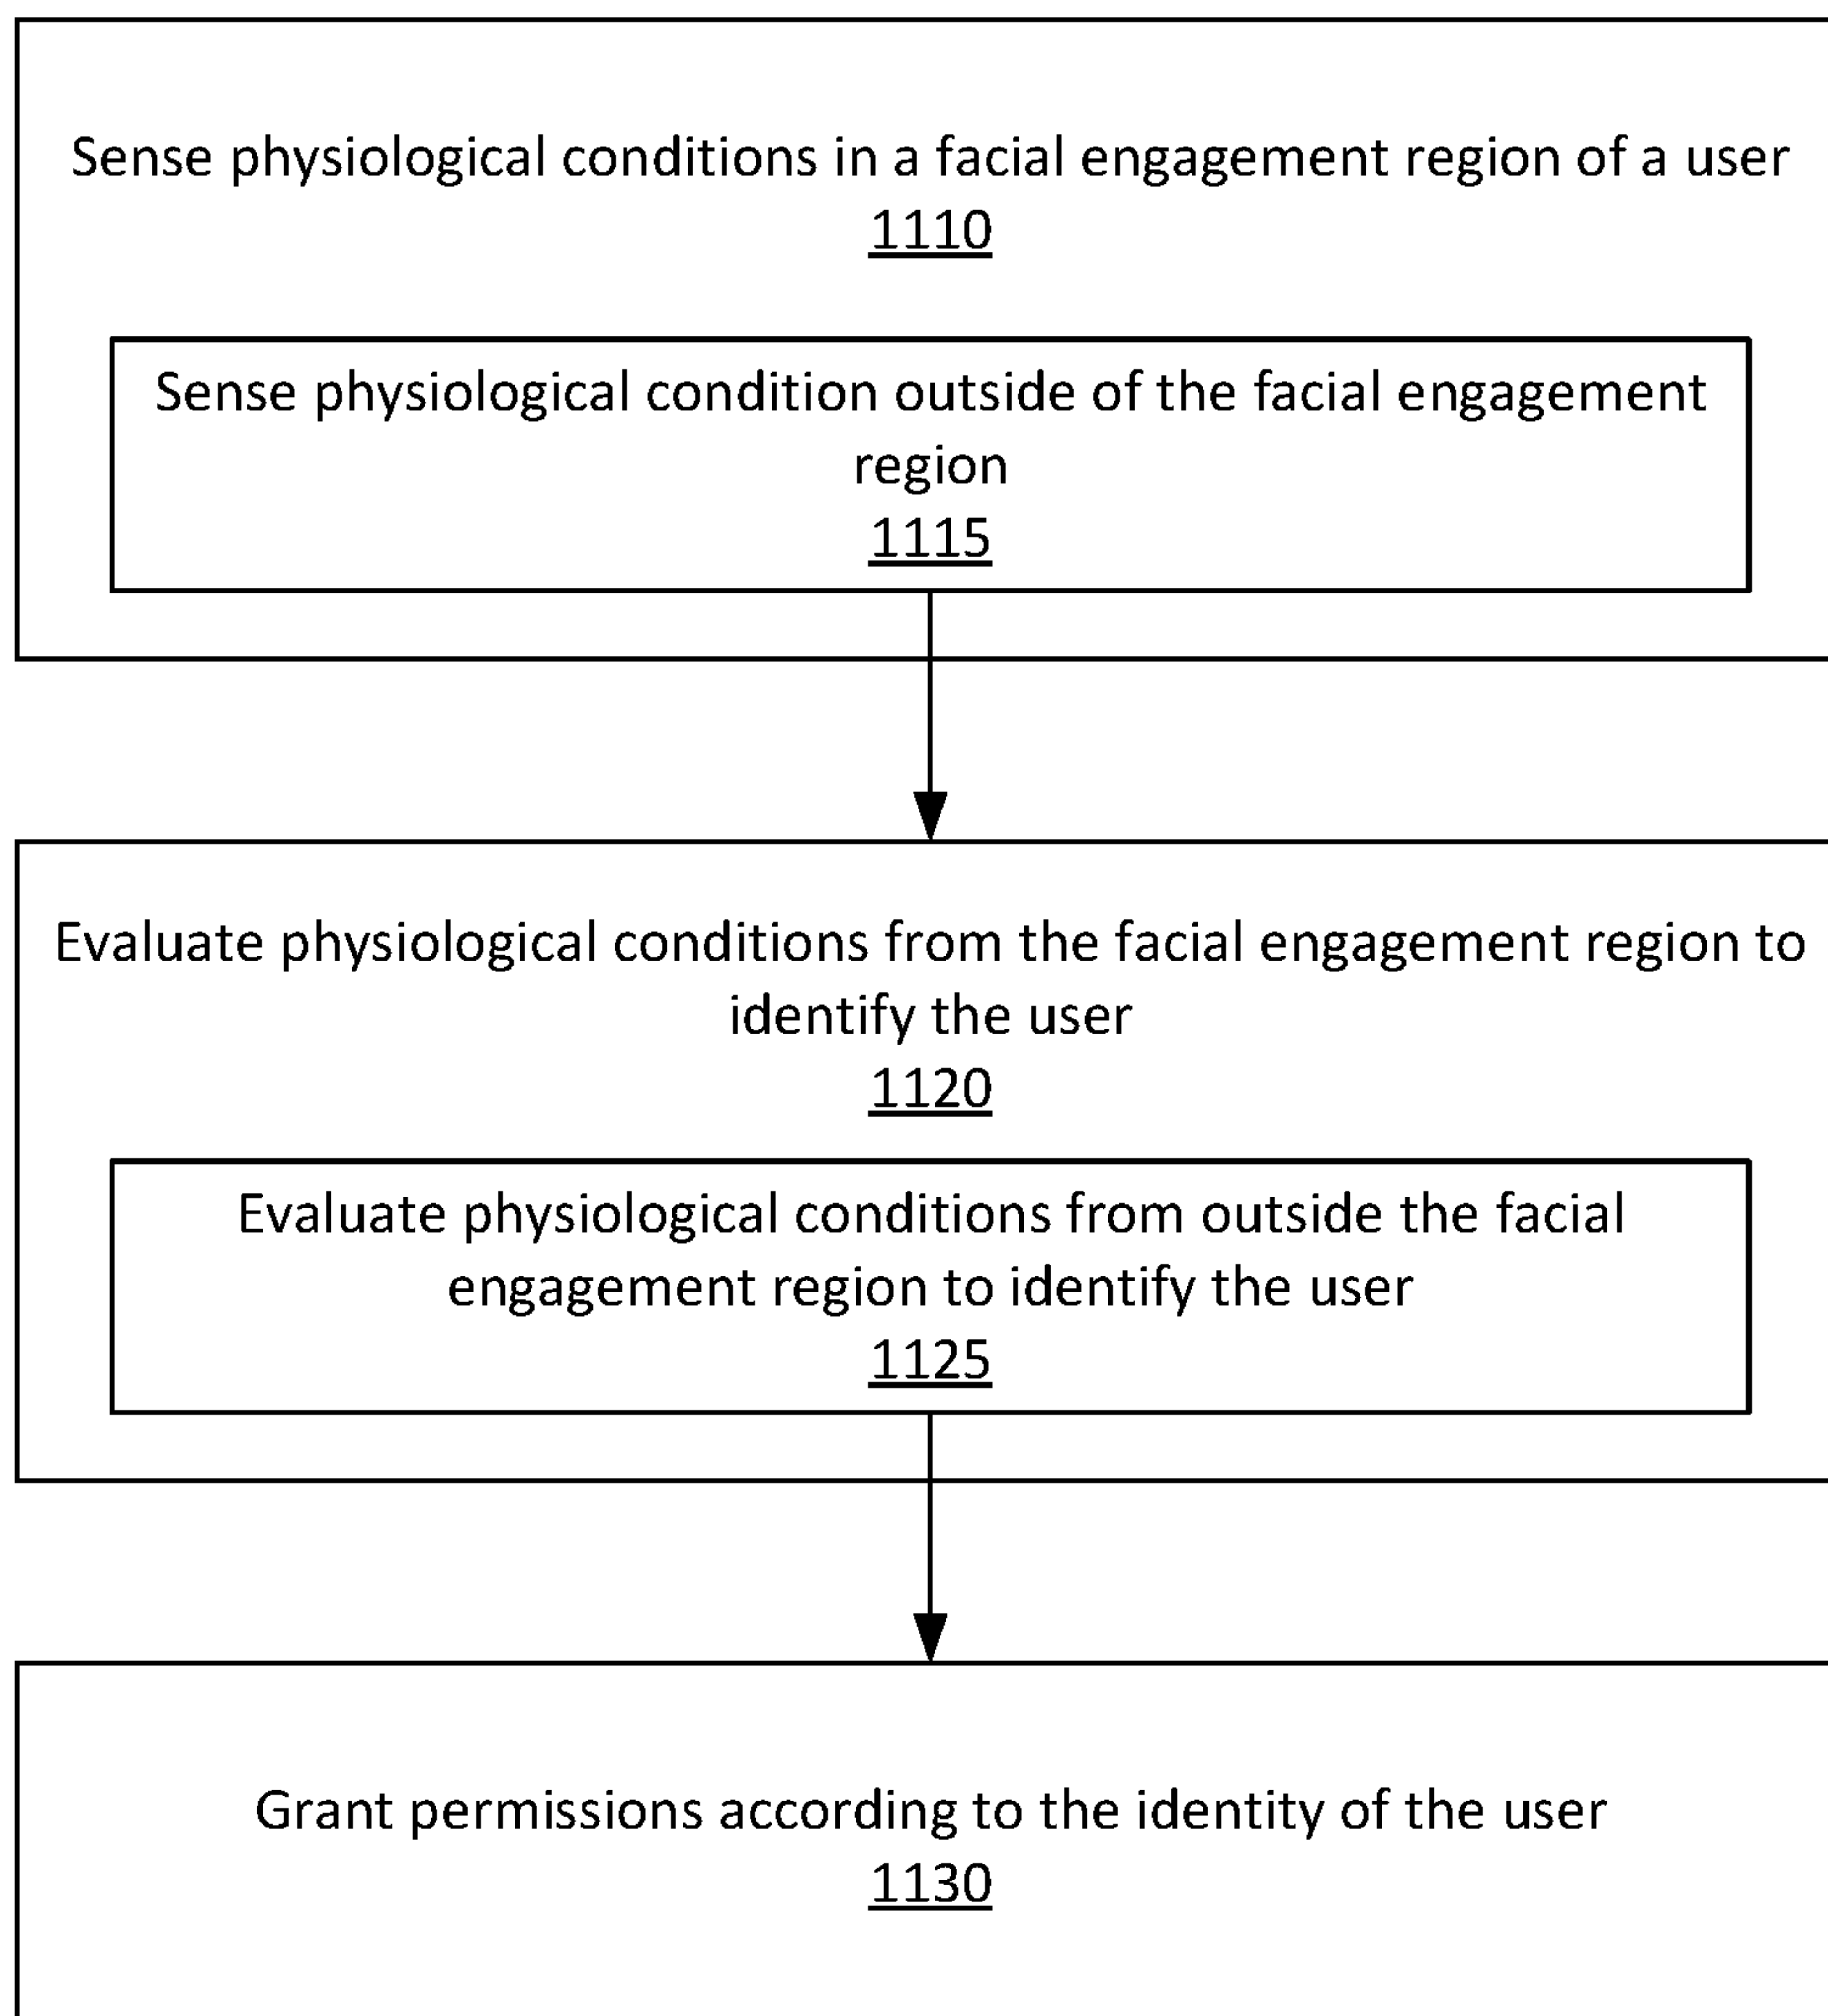 Sense physiological conditions in a facial engagement region of a user
1110
Sense physiological condition outside of the facial engagement
region
1115
Evaluate physiological conditions from the facial engagement region to
identify the user
1120
Evaluate physiological conditions from outside the facial
engagement region to identify the user
1125
Grant permissions according to the identity of the user
1130